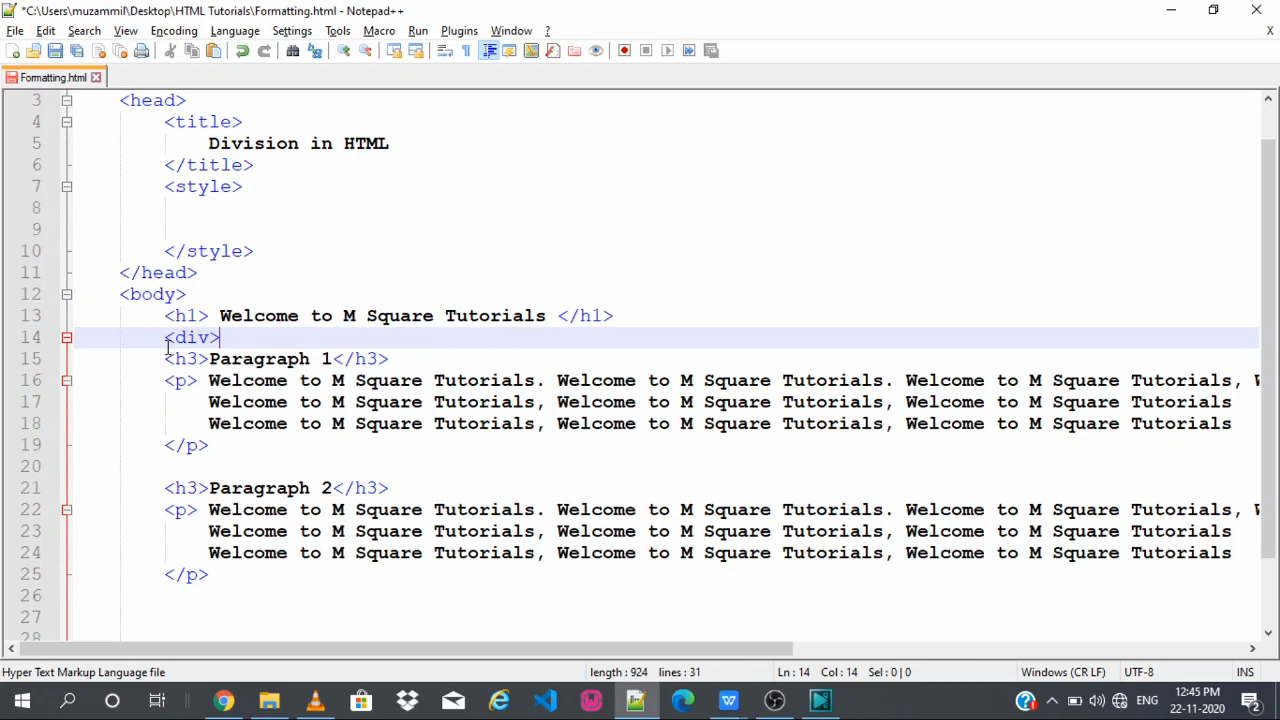 *C:\Users\muzammil\Desktop\HTML Tutorials\Formatting.html - Notepad++
File Edit Search View Encoding Language Settings Tools Macro Run Plugins Window ? X
Formatting.html
3 <head>
4 <title>
5 Division in HTML
6 </title>
7 <style>
8
9
10 </style>
11 </head>
12 <body>
13 <h1> Welcome to M Square Tutorials </h1>
14 <div>
15 <h3>Paragraph 1</h3>
16 <p> Welcome to M Square Tutorials. Welcome to M Square Tutorials. Welcome to M Square Tutorials, W
17 Welcome to M Square Tutorials, Welcome to M Square Tutorials, Welcome to M Square Tutorials
18 Welcome to M Square Tutorials, Welcome to M Square Tutorials, Welcome to M Square Tutorials
19 </p>
20
21 <h3>Paragraph 2</h3>
22 <p> Welcome to M Square Tutorials. Welcome to M Square Tutorials. Welcome to M Square Tutorials, W
23 Welcome to M Square Tutorials, Welcome to M Square Tutorials, Welcome to M Square Tutorials
24 Welcome to M Square Tutorials, Welcome to M Square Tutorials, Welcome to M Square Tutorials
25 </p>
26
27
28
Hyper Text Markup Language file length : 924 lines : 31 Ln : 14 Col : 14 Sel : 0 | 0 Windows (CR LF) UTF-8 INS
ENG 12:45 PM
22-11-2020 2